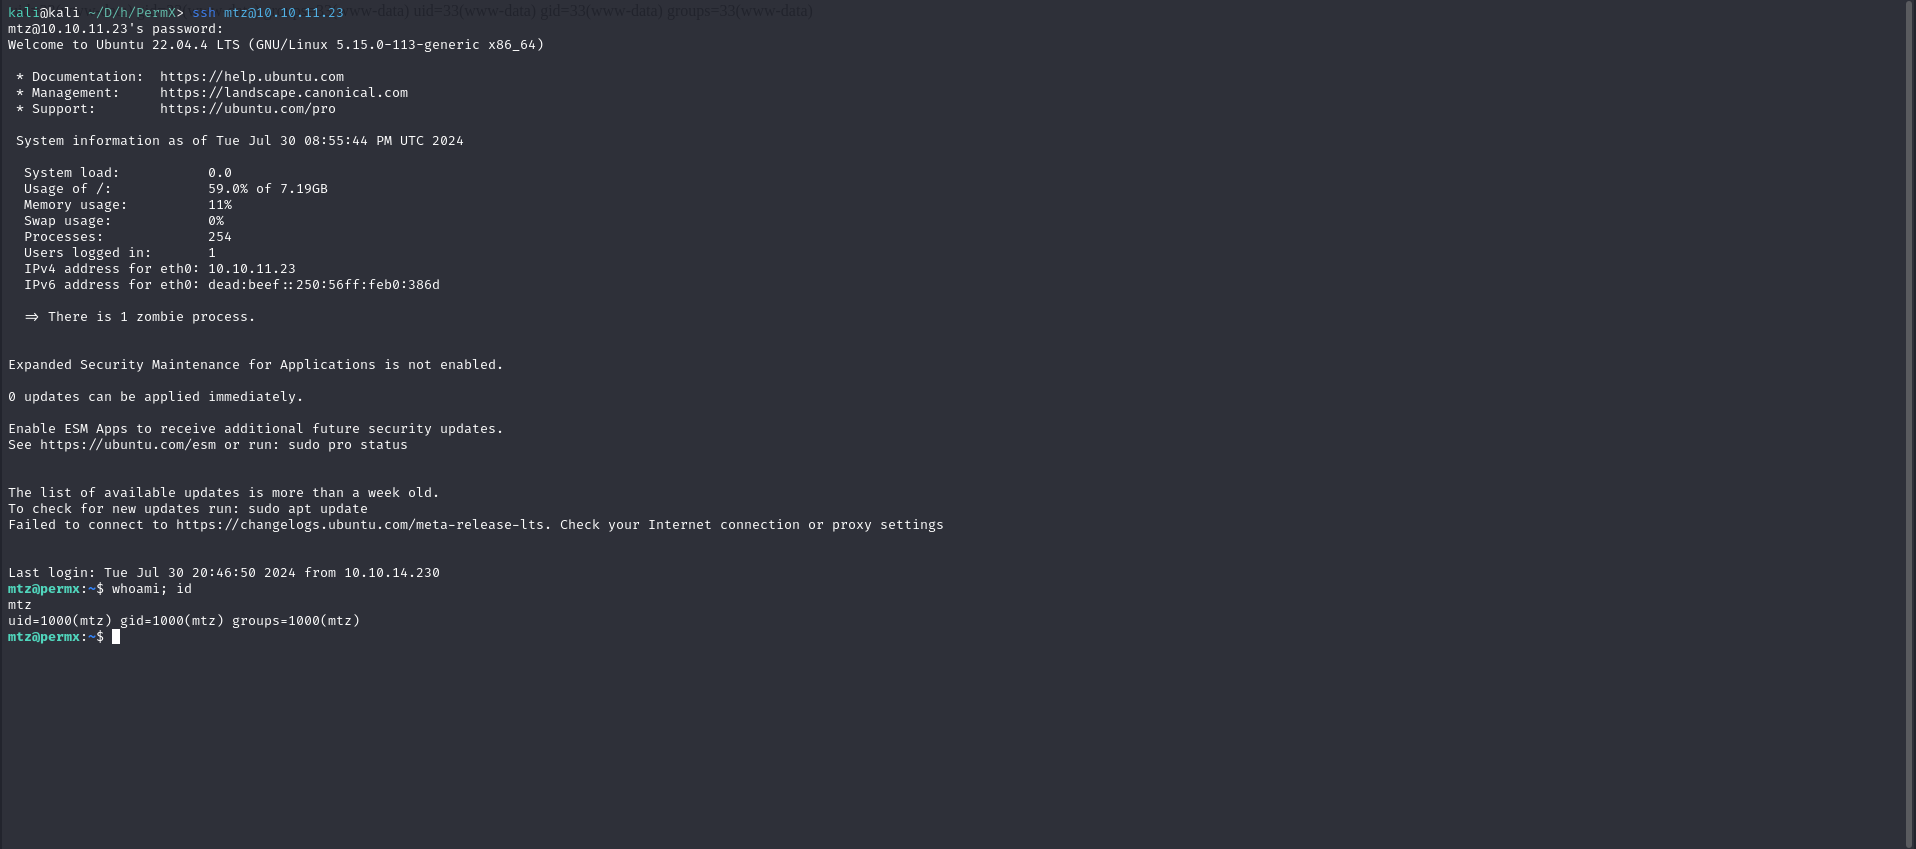 kali@kali ~/D/h/PermX> ssh mtz@10.10.11.23 www-data) uid=33(www-data) gid=33(www-data) groups=33(www-data)
mtz@10.10.11.23's password:
Welcome to Ubuntu 22.04.4 LTS (GNU/Linux 5.15.0-113-generic x86_64)
* Documentation:  https://help.ubuntu.com
* Management:     https://landscape.canonical.com
* Support:        https://ubuntu.com/pro
System information as of Tue Jul 30 08:55:44 PM UTC 2024
System load:           0.0
Usage of /:            59.0% of 7.19GB
Memory usage:          11%
Swap usage:            0%
Processes:             254
Users logged in:       1
IPv4 address for eth0: 10.10.11.23
IPv6 address for eth0: dead:beef::250:56ff:feb0:386d
=> There is 1 zombie process.
Expanded Security Maintenance for Applications is not enabled.
0 updates can be applied immediately.
Enable ESM Apps to receive additional future security updates.
See https://ubuntu.com/esm or run: sudo pro status
The list of available updates is more than a week old.
To check for new updates run: sudo apt update
Failed to connect to https://changelogs.ubuntu.com/meta-release-lts. Check your Internet connection or proxy settings
Last login: Tue Jul 30 20:46:50 2024 from 10.10.14.230
mtz@permx:~$ whoami; id
mtz
uid=1000(mtz) gid=1000(mtz) groups=1000(mtz)
mtz@permx:~$